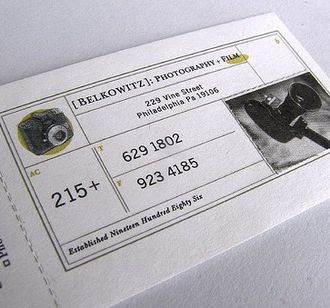 [BELKOWITZ]: PHOTOGRAPHY + FILM
229 Vine Street
Philadelphia Pa 19106
AC
215+
T
629 1802
F
923 4185
Established Nineteen Hundred Eighty Six